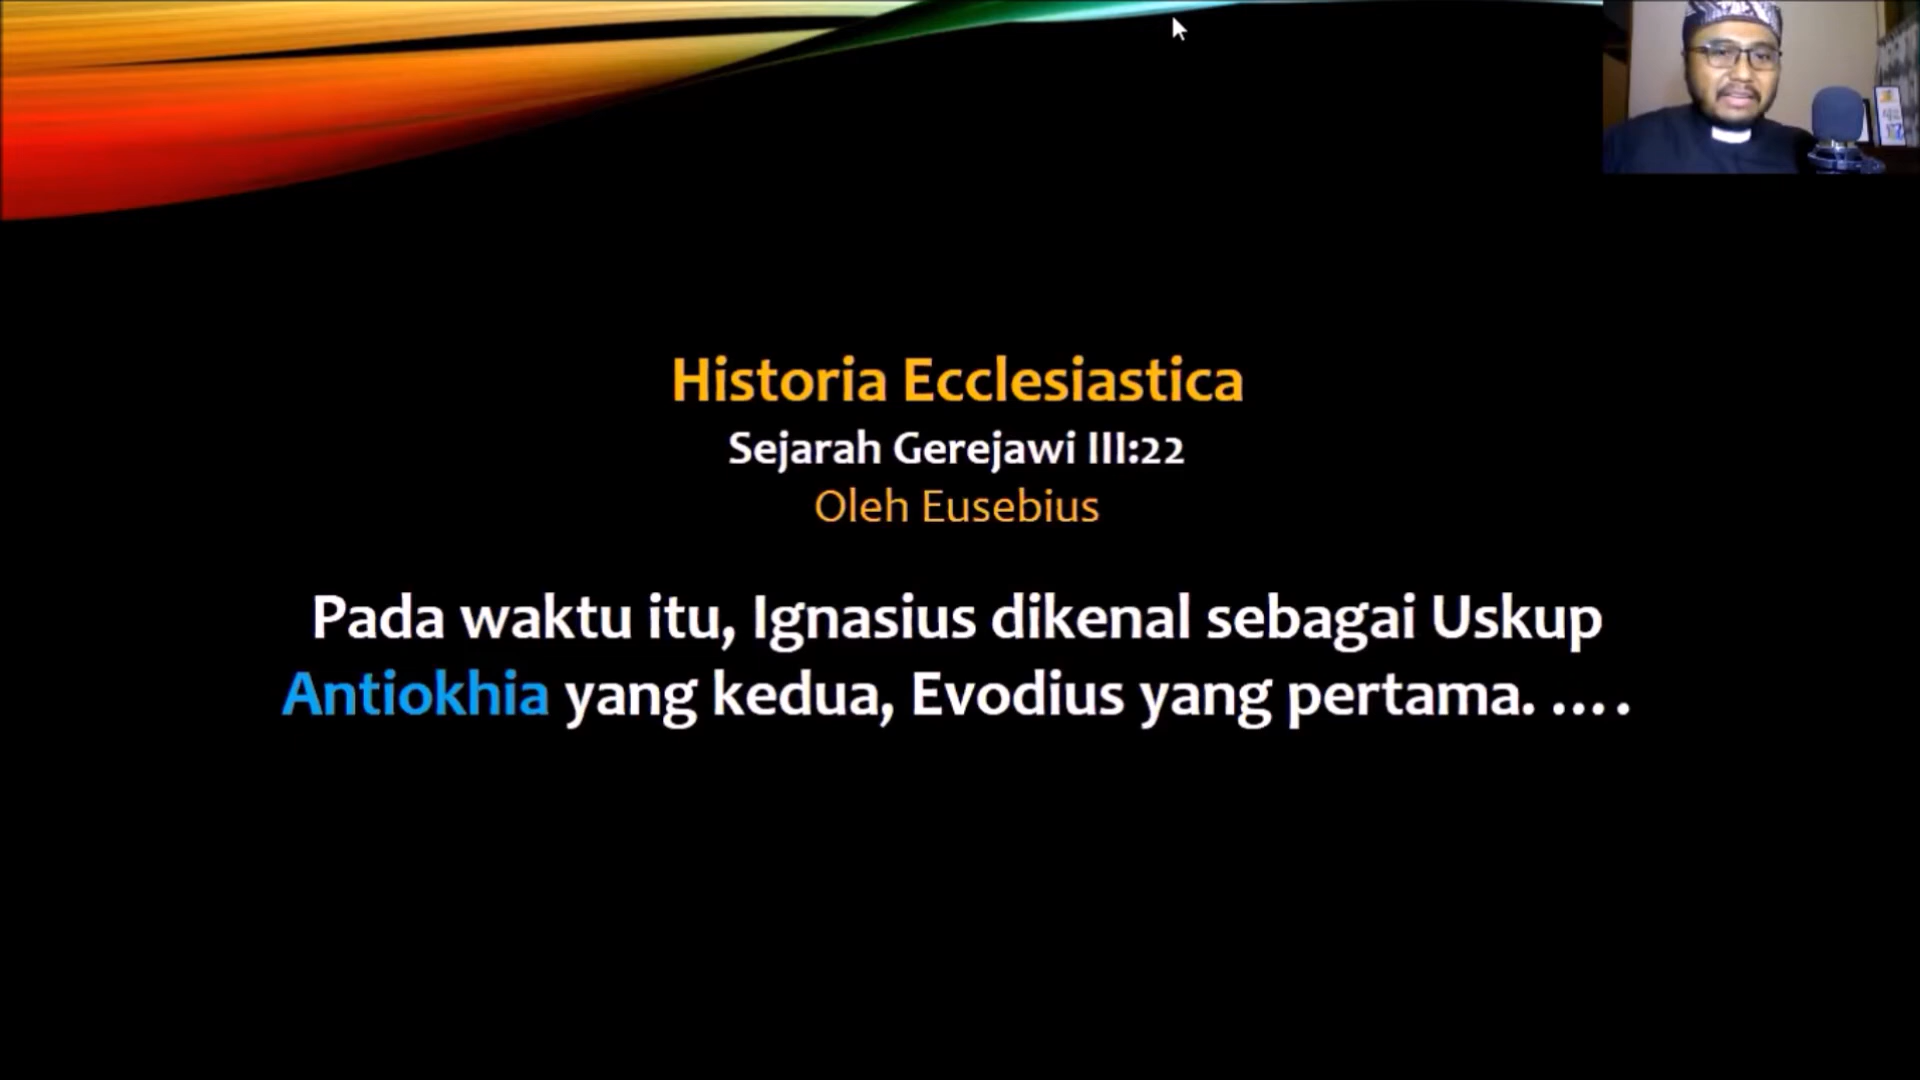 Historia Ecclesiastica
Sejarah Gerejawi III:22
Oleh Eusebius
Pada waktu itu, Ignasius dikenal sebagai Uskup
Antiokhia yang kedua, Evodius yang pertama. ….